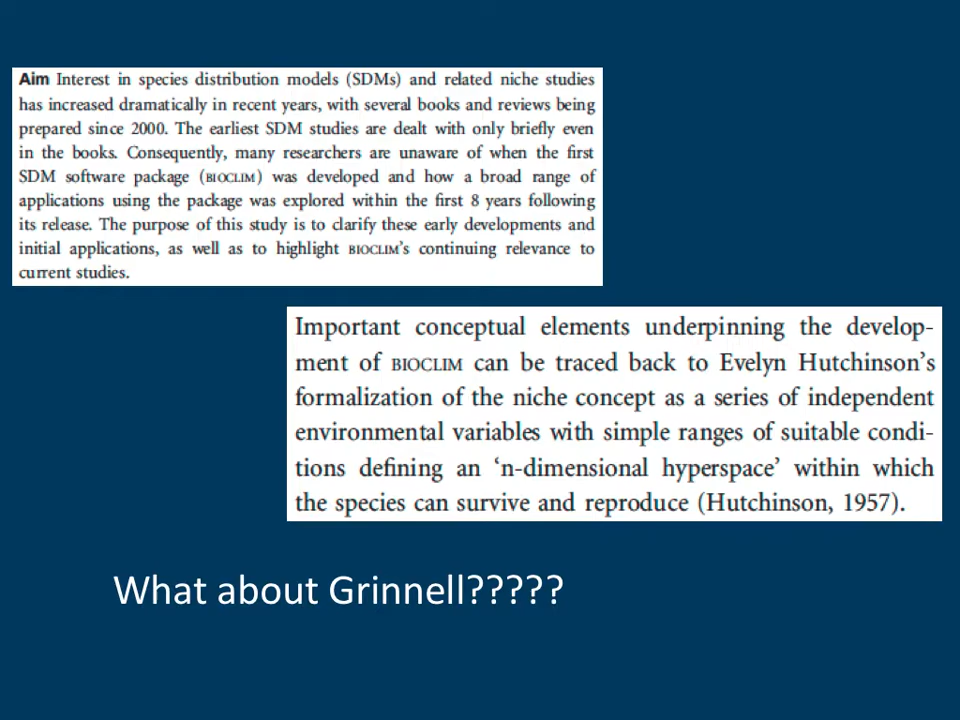 Aim Interest in species distribution models (SDMs) and related niche studies
has increased dramatically in recent years, with several books and reviews being
prepared since 2000. The earliest SDM studies are dealt with only briefly even
in the books. Consequently, many researchers are unaware of when the first
SDM software package (BIOCLIM) was developed and how a broad range of
applications using the package was explored within the first 8 years following
its release. The purpose of this study is to clarify these early developments and
initial applications, as well as to highlight BIOCLIM's continuing relevance to
current studies.
Important conceptual elements underpinning the develop-
ment of BIOCLIM can be traced back to Evelyn Hutchinson's
formalization of the niche concept as a series of independent
environmental variables with simple ranges of suitable condi-
tions defining an 'n-dimensional hyperspace' within which
the species can survive and reproduce (Hutchinson, 1957).
What about Grinnell?????